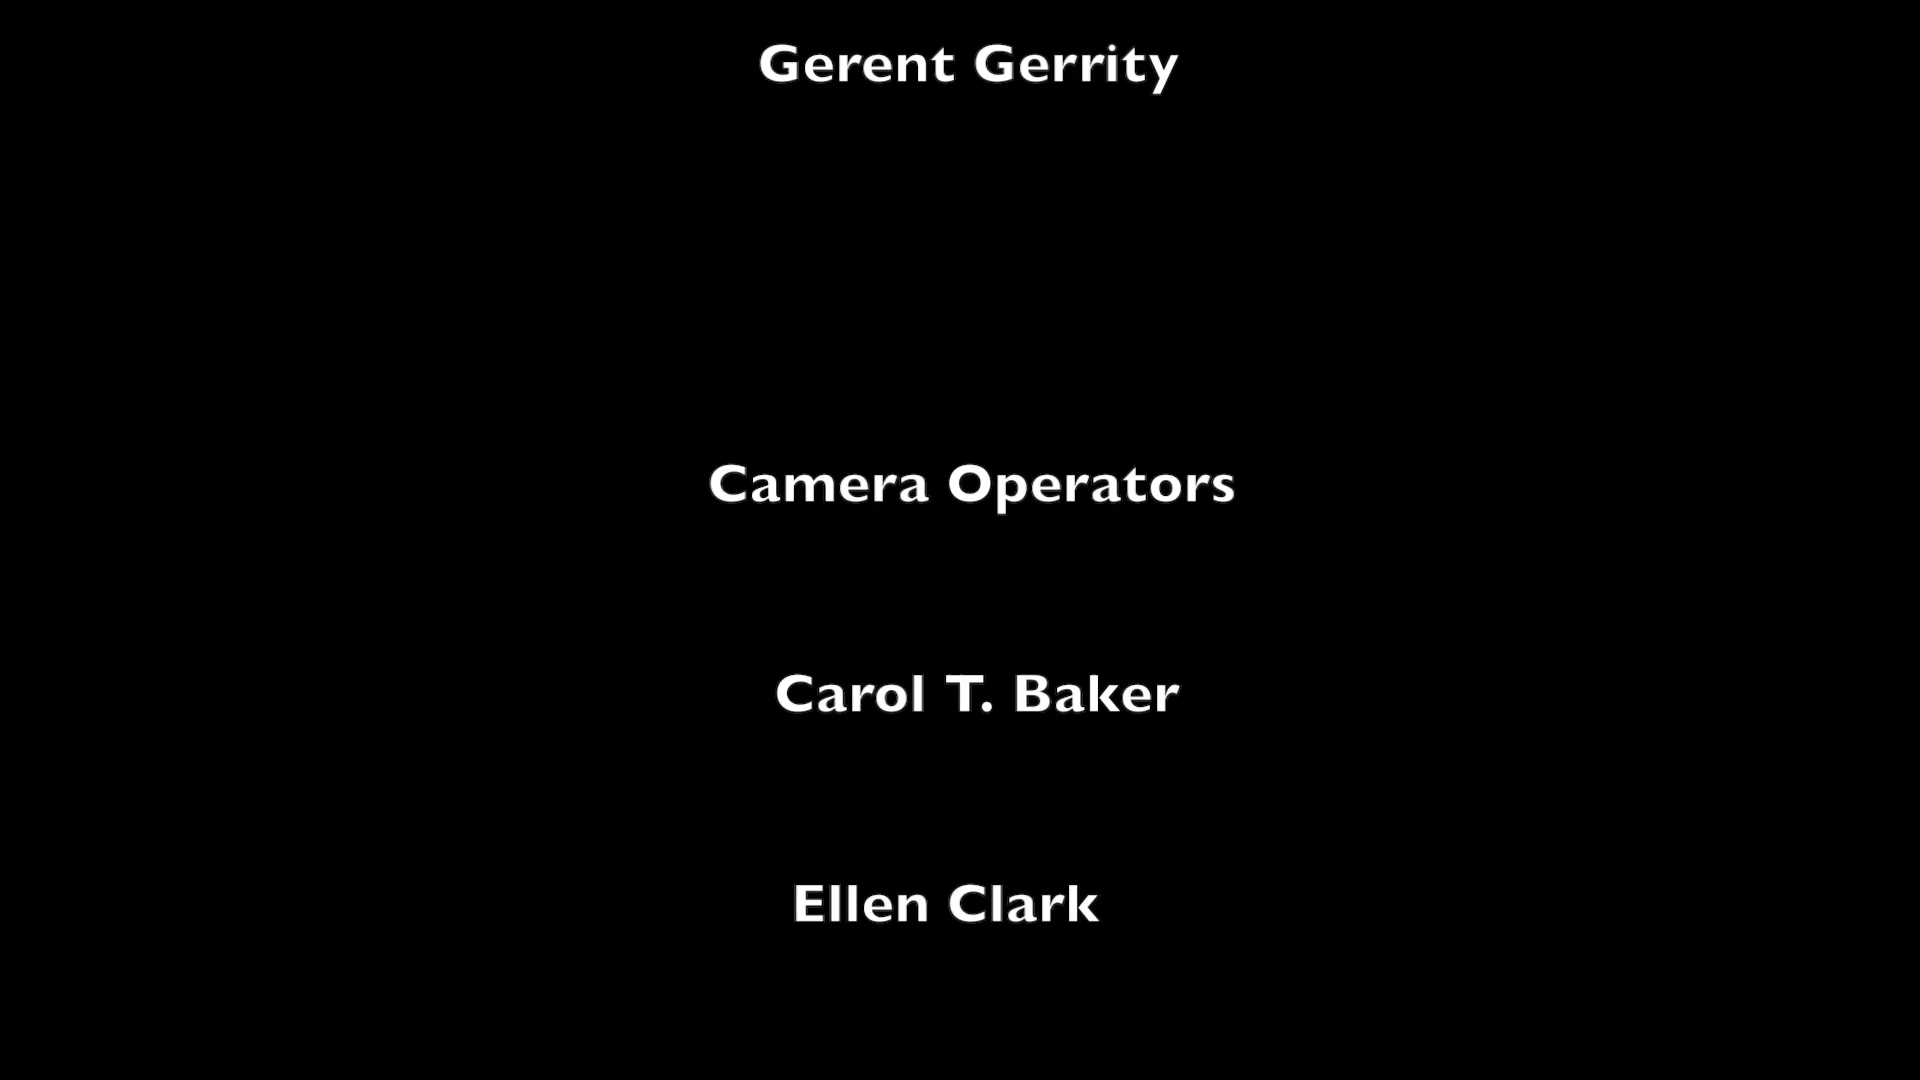 Gerent Gerrity
Camera Operators
Carol T. Baker
Ellen Clark